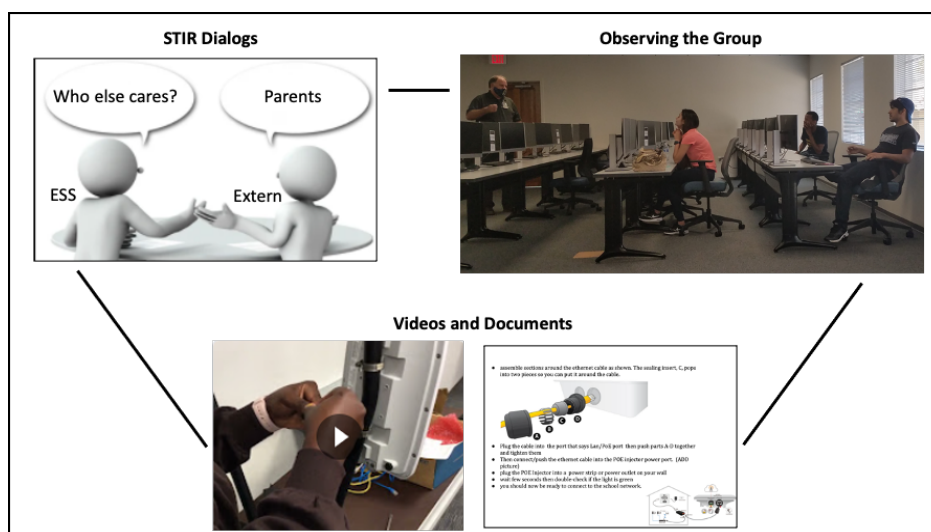 STIR Dialogs
Observing the Group
Who else cares?
Parents
ESS
Extern
Videos and Documents
assemble sections around the ethernet cable as shown. The sealing insert, C, pops
into two pieces so you can put it around the cable.
A
B
C
D
Plug the cable into the port that says Lan/PoE port then push parts A-D together
and tighten them
Then connect/push the ethernet cable into the POE injector power port. (ADD
picture)
plug the POE Injector into a power strip or power outlet on your wall
wait few seconds then double-check if the light is green
you should now be ready to connect to the school network.